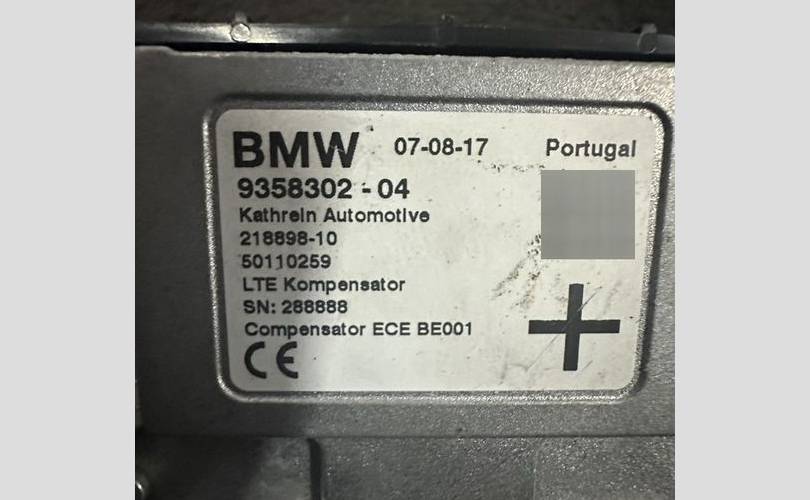 BMW 07-08-17 Portugal
9358302 - 04
Kathrein Automotive
218898-10
50110259
LTE Kompensator
SN: 288888
Compensator ECE BE001
CE